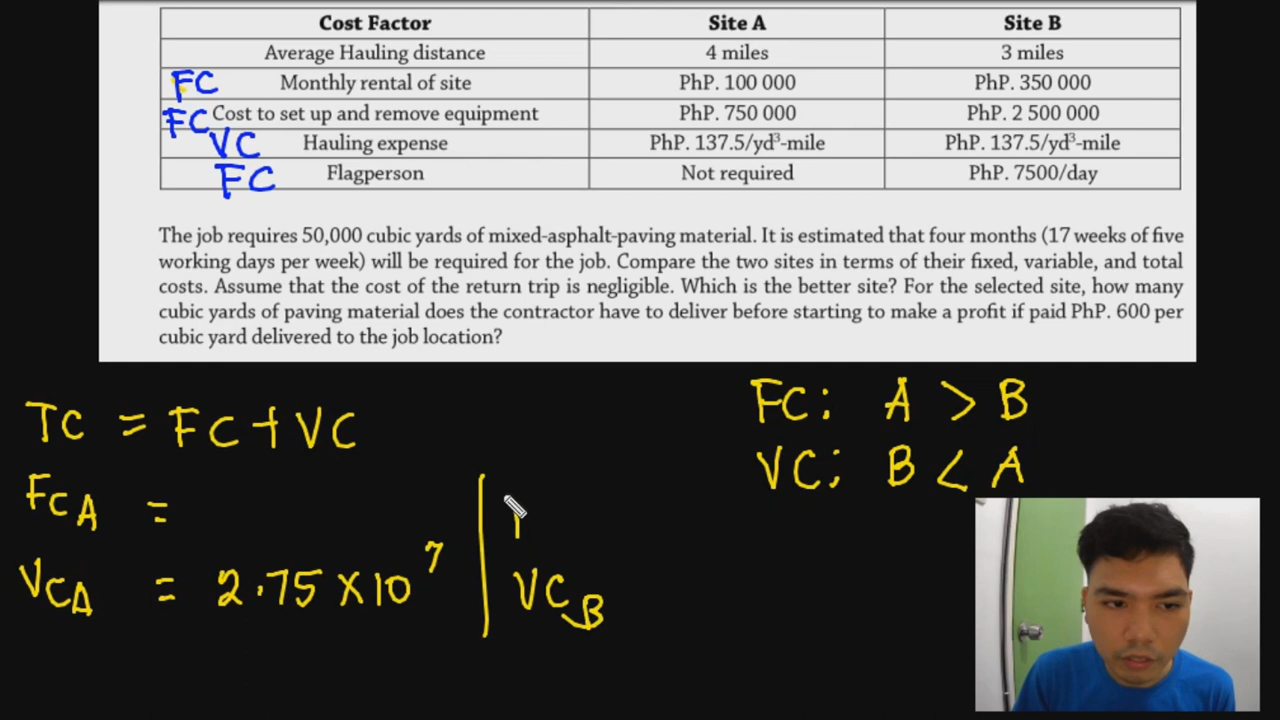 Cost Factor Site A Site B
Average Hauling distance 4 miles 3 miles
FC Monthly rental of site PhP. 100 000 PhP. 350 000
FC Cost to set up and remove equipment PhP. 750 000 PhP. 2 500 000
VC Hauling expense PhP. 137.5/yd³-mile PhP. 137.5/yd³-mile
FC Flagperson Not required PhP. 7500/day
The job requires 50,000 cubic yards of mixed-asphalt-paving material. It is estimated that four months (17 weeks of five
working days per week) will be required for the job. Compare the two sites in terms of their fixed, variable, and total
costs. Assume that the cost of the return trip is negligible. Which is the better site? For the selected site, how many
cubic yards of paving material does the contractor have to deliver before starting to make a profit if paid PhP. 600 per
cubic yard delivered to the job location?
TC = FC + VC
FC: A > B
VC: B < A
FCA =
VCA = 2.75 × 10⁷
VCB